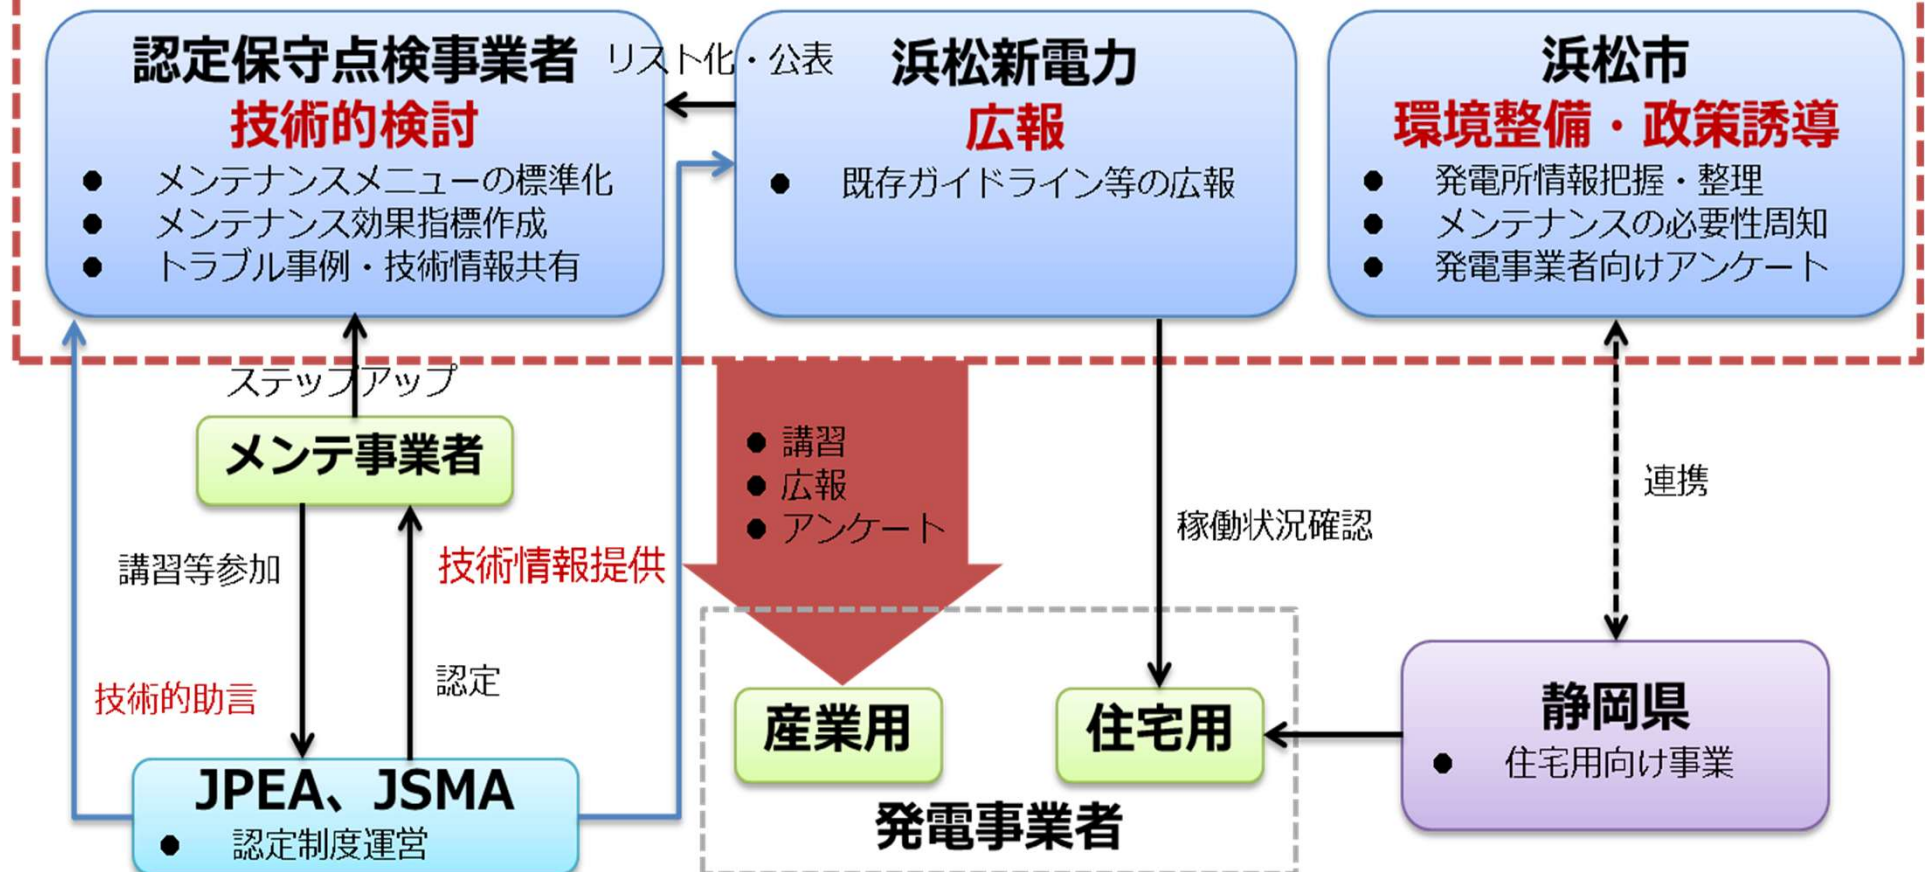 認定保守点検事業者
技術的検討
● メンテナンスメニューの標準化
● メンテナンス効果指標作成
● トラブル事例・技術情報共有
リスト化・公表
浜松新電力
広報
● 既存ガイドライン等の広報
浜松市
環境整備・政策誘導
● 発電所情報把握・整理
● メンテナンスの必要性周知
● 発電事業者向けアンケート
ステップアップ
メンテ事業者
● 講習
● 広報
● アンケート
稼働状況確認
連携
講習等参加
技術情報提供
技術的助言
認定
JPEA、JSMA
● 認定制度運営
産業用
住宅用
発電事業者
静岡県
● 住宅用向け事業